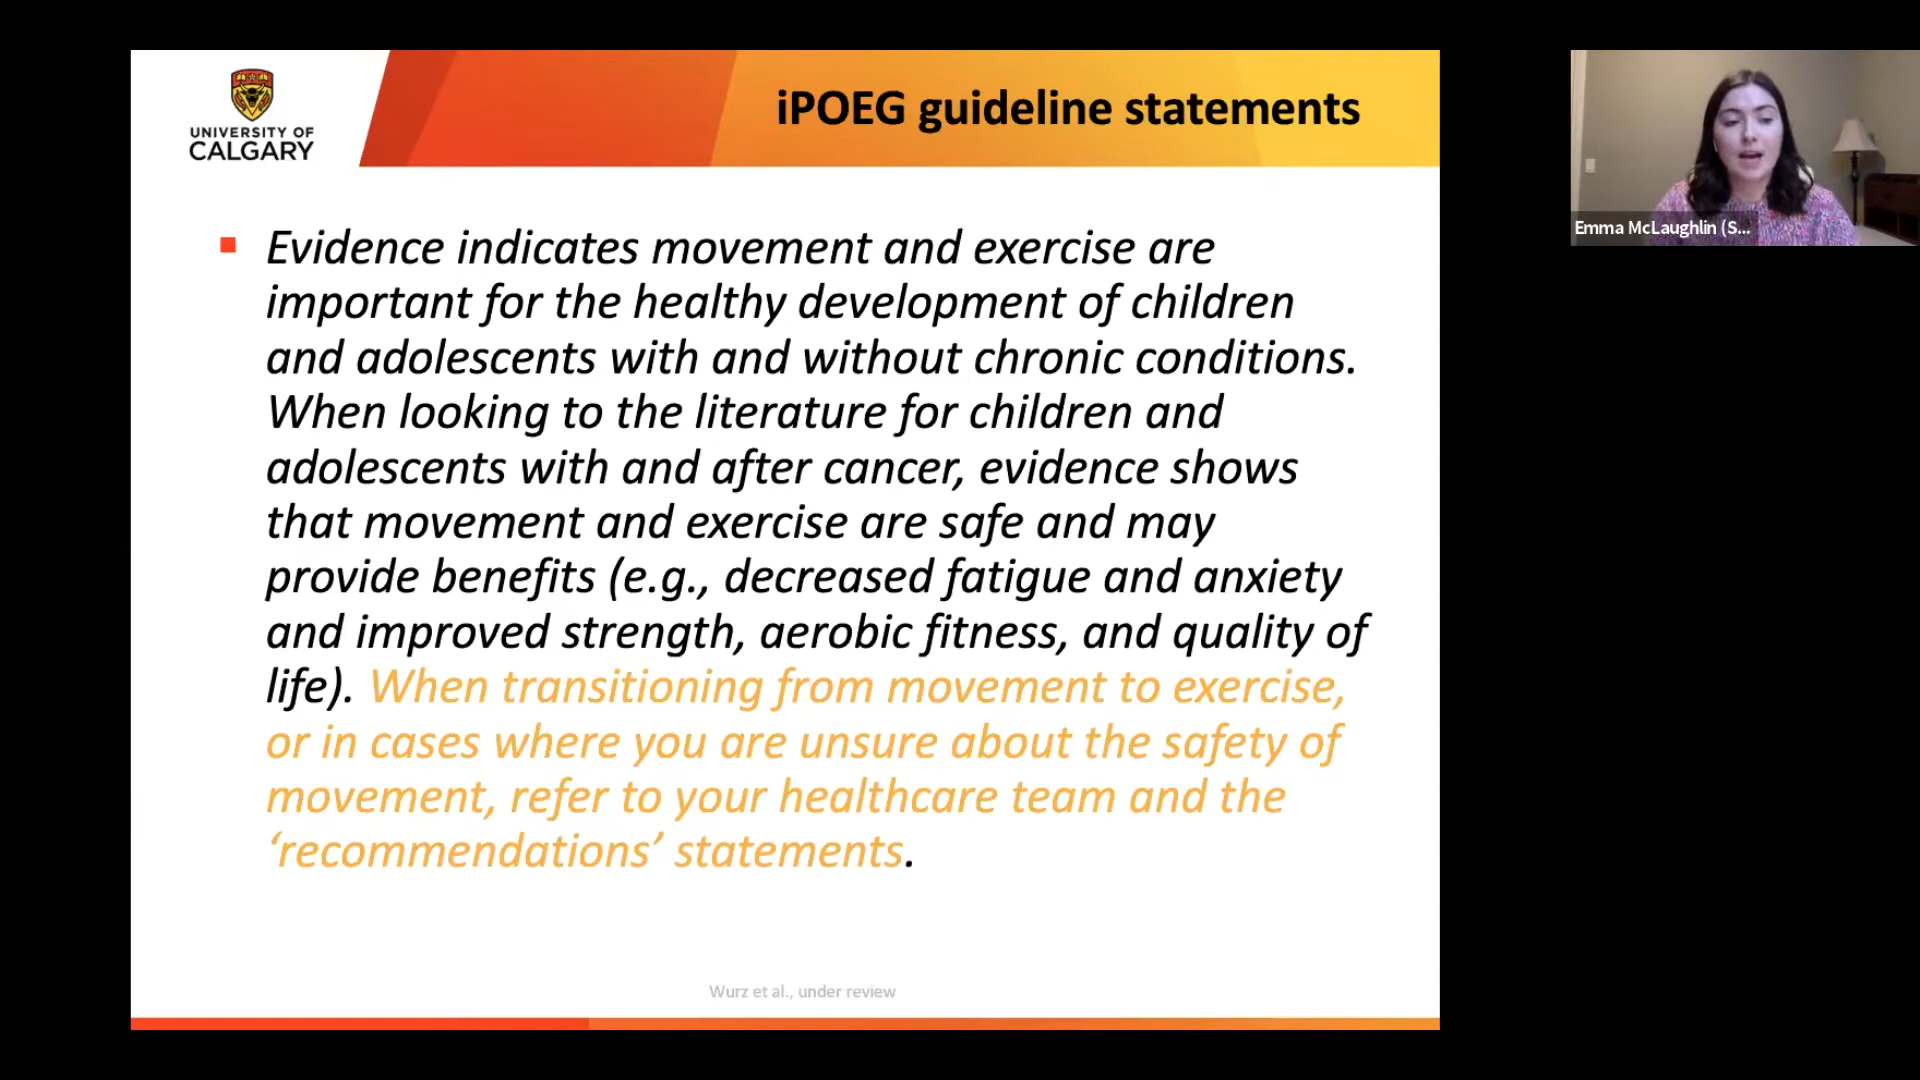 UNIVERSITY OF
CALGARY
iPOEG guideline statements
Evidence indicates movement and exercise are
important for the healthy development of children
and adolescents with and without chronic conditions.
When looking to the literature for children and
adolescents with and after cancer, evidence shows
that movement and exercise are safe and may
provide benefits (e.g., decreased fatigue and anxiety
and improved strength, aerobic fitness, and quality of
life). When transitioning from movement to exercise,
or in cases where you are unsure about the safety of
movement, refer to your healthcare team and the
‘recommendations’ statements.
Wurz et al., under review
Emma McLaughlin (S...